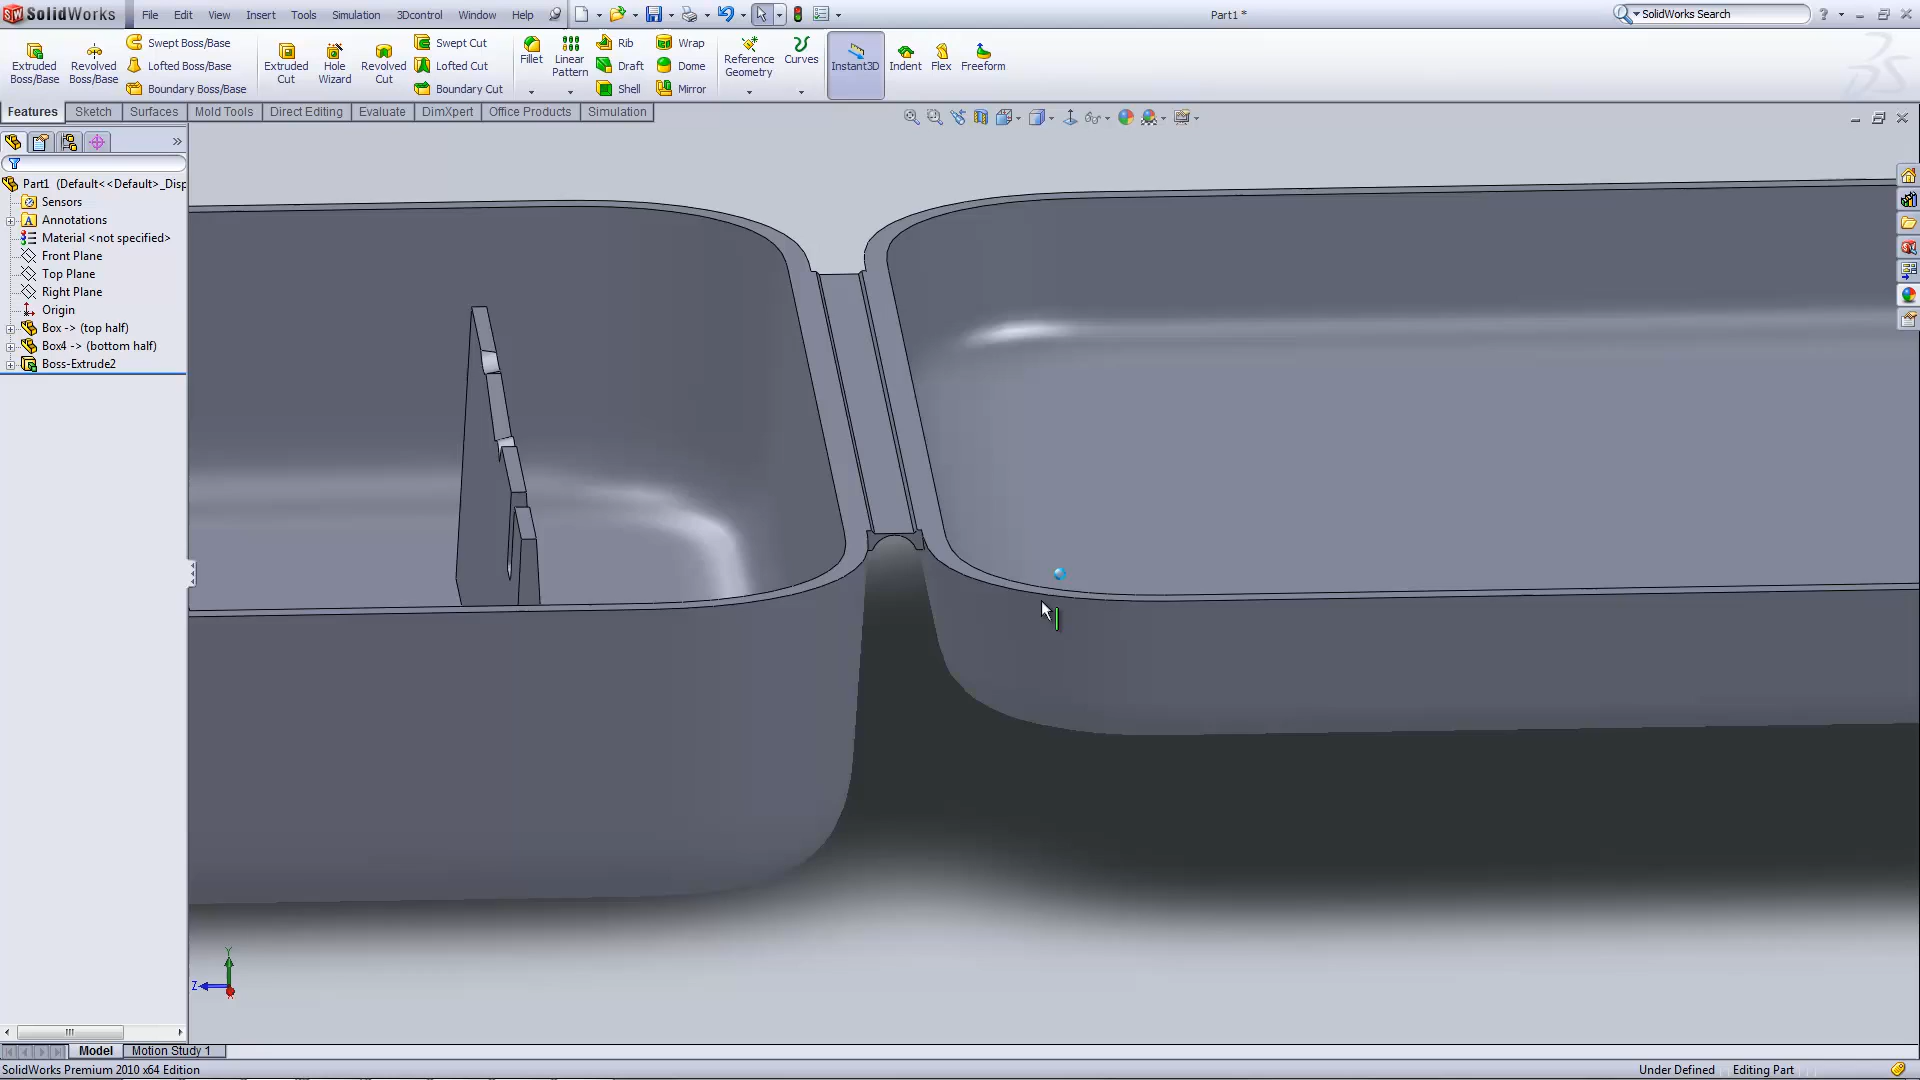 SolidWorks File Edit View Insert Tools Simulation 3Dcontrol Window Help Part1 * SolidWorks Search ?
Extruded Boss/Base
Revolved Boss/Base
Swept Boss/Base
Lofted Boss/Base
Boundary Boss/Base
Extruded Cut
Hole Wizard
Revolved Cut
Swept Cut
Lofted Cut
Boundary Cut
Fillet
Linear Pattern
Rib
Draft
Shell
Wrap
Dome
Mirror
Reference Geometry
Curves
Instant3D
Indent
Flex
Freeform
Features Sketch Surfaces Mold Tools Direct Editing Evaluate DimXpert Office Products Simulation
Part1 (Default<<Default>_Disp
Sensors
Annotations
Material <not specified>
Front Plane
Top Plane
Right Plane
Origin
Box -> (top half)
Box4 -> (bottom half)
Boss-Extrude2
Y
Z
Model Motion Study 1
SolidWorks Premium 2010 x64 Edition Under Defined Editing Part